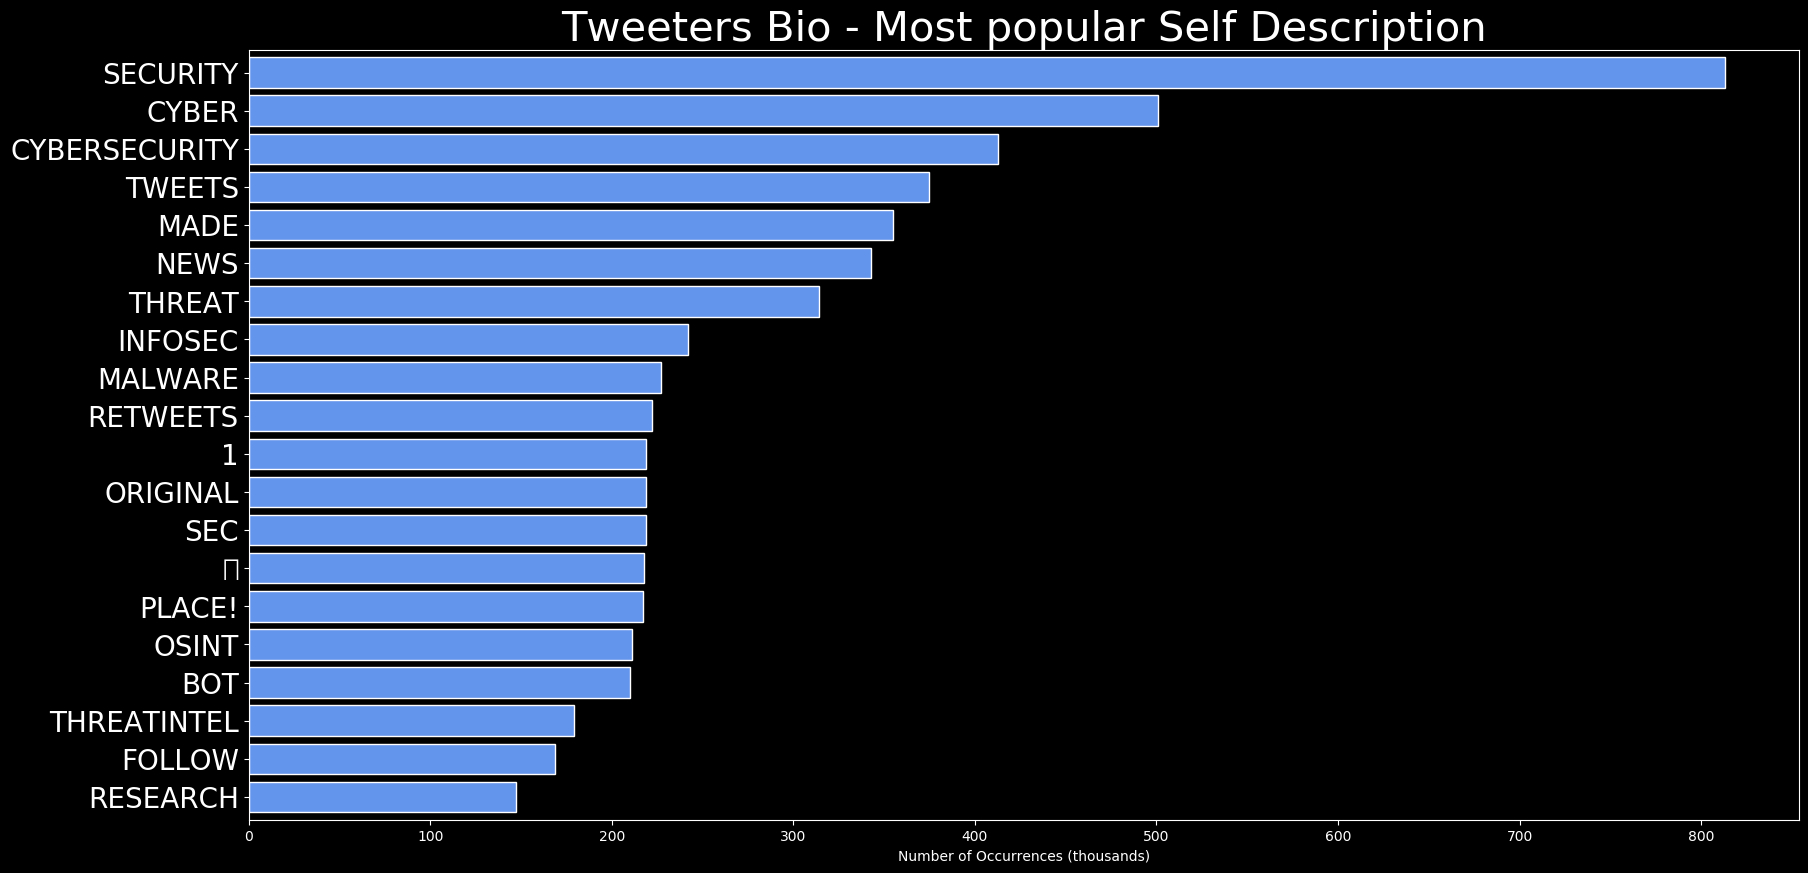 Tweeters Bio - Most popular Self Description
SECURITY
CYBER
CYBERSECURITY
TWEETS
MADE
NEWS
THREAT
INFOSEC
MALWARE
RETWEETS
1
ORIGINAL
SEC
PLACE!
OSINT
BOT
THREATINTEL
FOLLOW
RESEARCH
0 100 200 300 400 500 600 700 800
Number of Occurrences (thousands)